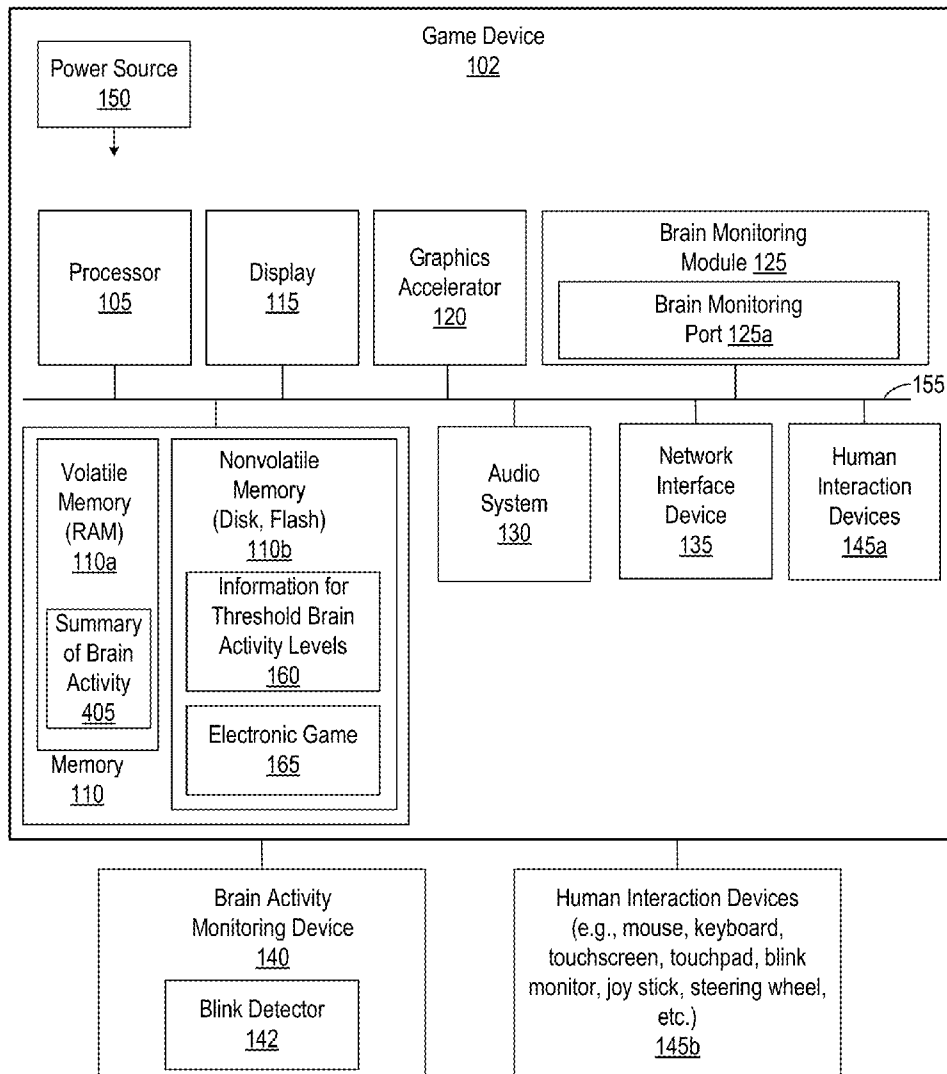 Game Device
102
Power Source
150
Processor
105
Display
115
Graphics
Accelerator
120
Brain Monitoring
Module 125
Brain Monitoring
Port 125a
155
Volatile
Memory
(RAM)
110a
Summary
of Brain
Activity
405
Memory
110
Nonvolatile
Memory
(Disk, Flash)
110b
Information for
Threshold Brain
Activity Levels
160
Electronic Game
165
Audio
System
130
Network
Interface
Device
135
Human
Interaction
Devices
145a
Brain Activity
Monitoring Device
140
Blink Detector
142
Human Interaction Devices
(e.g., mouse, keyboard,
touchscreen, touchpad, blink
monitor, joy stick, steering wheel,
etc.)
145b